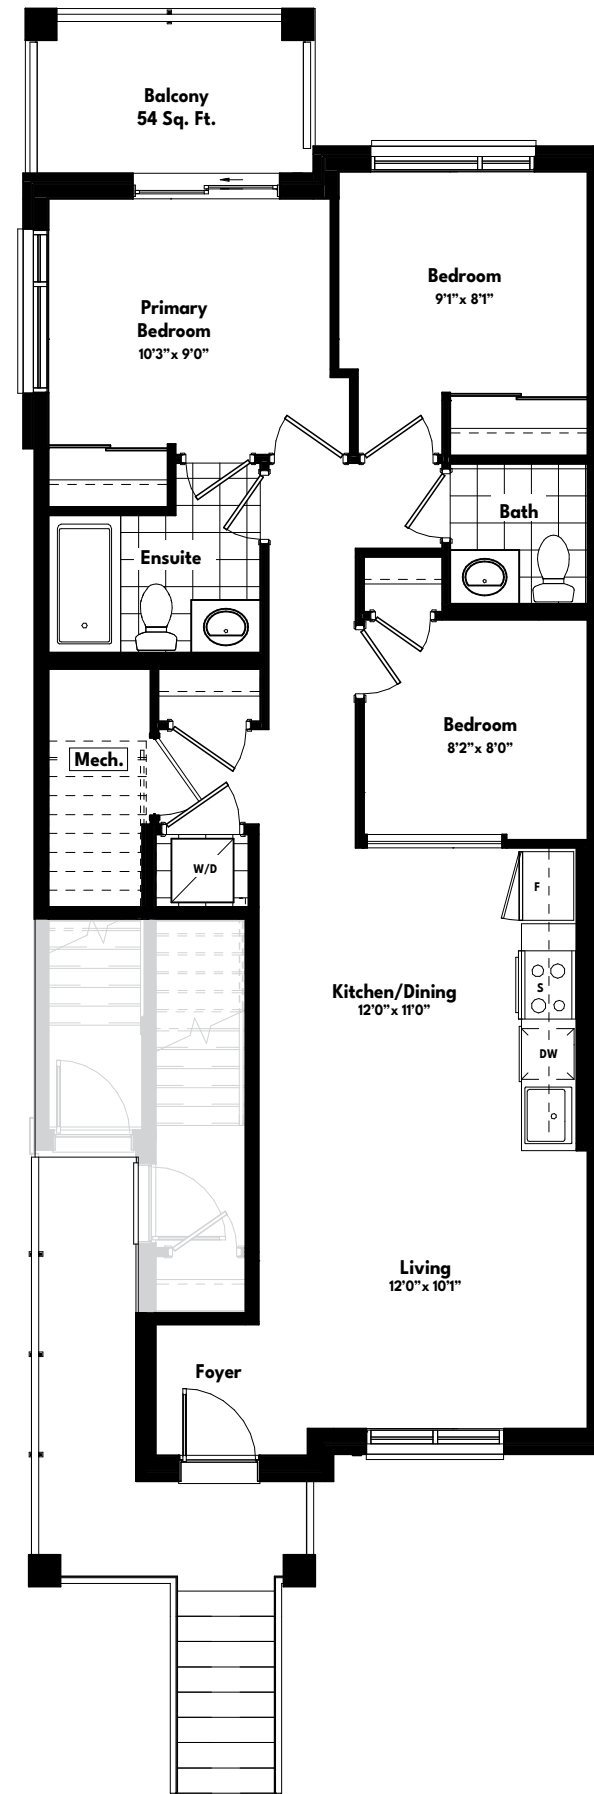 Balcony
54 Sq. Ft.
Bedroom
9'1"x 8'1"
Primary
Bedroom
10'3"x 9'0"
Bath
Ensuite
Bedroom
8'2"x 8'0"
Mech.
W/D
F
Kitchen/Dining
12'0"x 11'0"
S
DW
Living
12'0"x 10'1"
Foyer